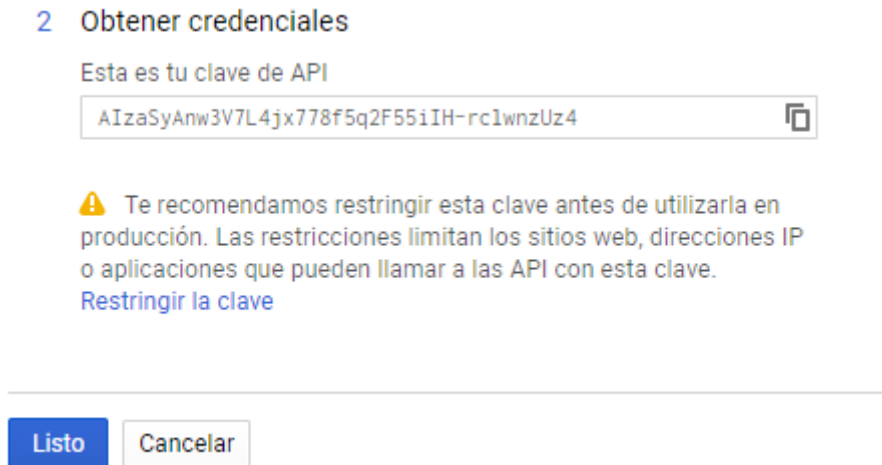 2 Obtener credenciales
Esta es tu clave de API
AIzaSyAnw3V7L4jx778f5q2F55iIH-rclwnzUz4
Te recomendamos restringir esta clave antes de utilizarla en
producción. Las restricciones limitan los sitios web, direcciones IP
o aplicaciones que pueden llamar a las API con esta clave.
Restringir la clave
Listo Cancelar